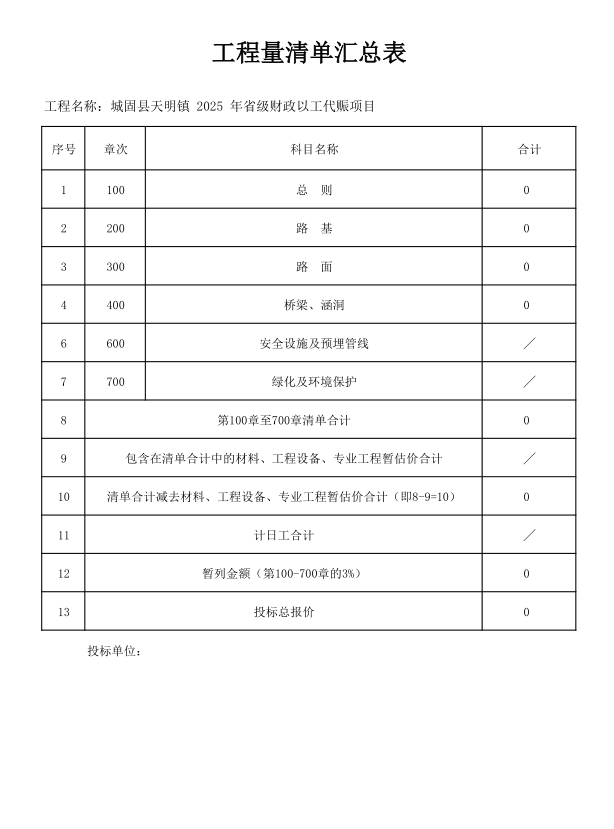 工程量清单汇总表
工程名称：城固县天明镇 2025 年省级财政以工代赈项目
序号 章次 科目名称 合计
1 100 总 则 0
2 200 路 基 0
3 300 路 面 0
4 400 桥梁、涵洞 0
6 600 安全设施及预埋管线 ／
7 700 绿化及环境保护 ／
8 第100章至700章清单合计 0
9 包含在清单合计中的材料、工程设备、专业工程暂估价合计 ／
10 清单合计减去材料、工程设备、专业工程暂估价合计（即8-9=10） 0
11 计日工合计 ／
12 暂列金额（第100-700章的3%） 0
13 投标总报价 0
投标单位：